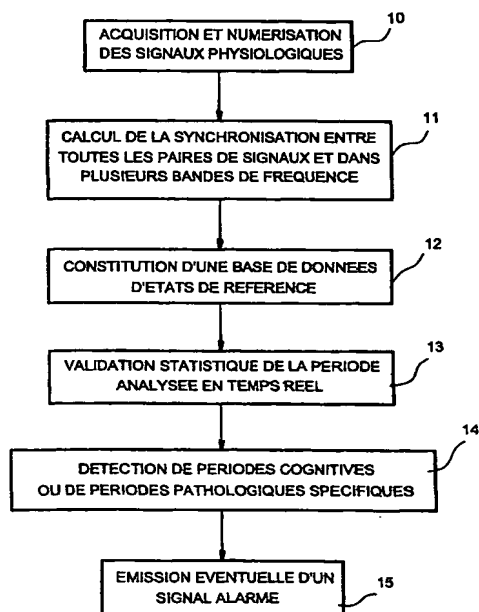 10
ACQUISITION ET NUMERISATION
DES SIGNAUX PHYSIOLOGIQUES
11
CALCUL DE LA SYNCHRONISATION ENTRE
TOUTES LES PAIRES DE SIGNAUX ET DANS
PLUSIEURS BANDES DE FREQUENCE
12
CONSTITUTION D'UNE BASE DE DONNEES
D'ETATS DE REFERENCE
13
VALIDATION STATISTIQUE DE LA PERIODE
ANALYSEE EN TEMPS REEL
14
DETECTION DE PERIODES COGNITIVES
OU DE PERIODES PATHOLOGIQUES SPECIFIQUES
EMISSION EVENTUELLE D'UN
SIGNAL ALARME
15